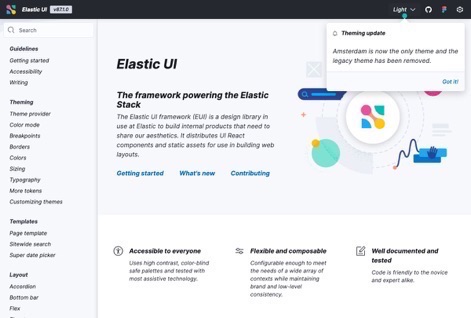 Elastic UI v87.1.0 Light
Search
Guidelines
Getting started
Accessibility
Writing
Theming
Theme provider
Color mode
Breakpoints
Borders
Colors
Sizing
Typography
More tokens
Customizing themes
Templates
Page template
Sitewide search
Super date picker
Layout
Accordion
Bottom bar
Flex
Theming update
Amsterdam is now the only theme and the
legacy theme has been removed.
Got it!
Elastic UI
The framework powering the Elastic
Stack
The Elastic UI framework (EUI) is a design library in
use at Elastic to build internal products that need to
share our aesthetics. It distributes UI React
components and static assets for use in building web
layouts.
Getting started What's new Contributing
Accessible to everyone
Uses high contrast, color-blind
safe palettes and tested with
most assistive technology.
Flexible and composable
Configurable enough to meet
the needs of a wide array of
contexts while maintaining
brand and low-level
consistency.
Well documented and
tested
Code is friendly to the novice
and expert alike.